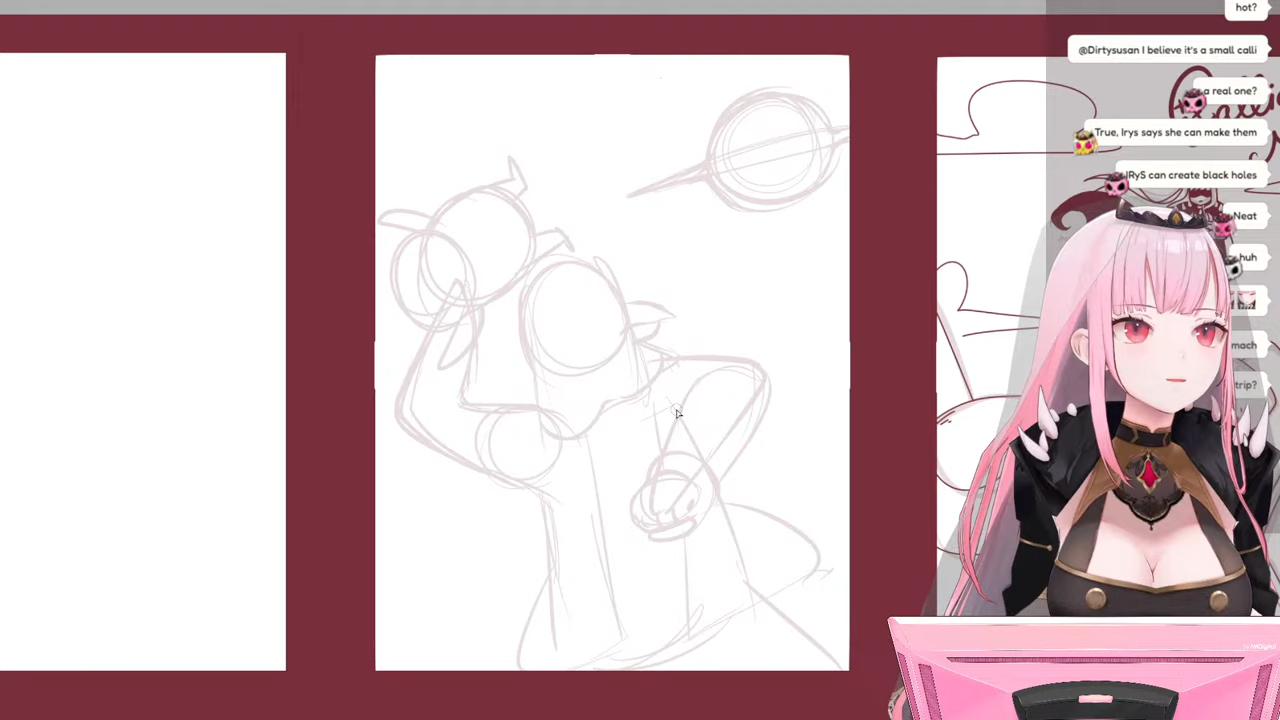 hot?
@Dirtysusan I believe it's a small calli
a real one?
True, Irys says she can make them
IRyS can create black holes
Neat
huh
mach
trip?